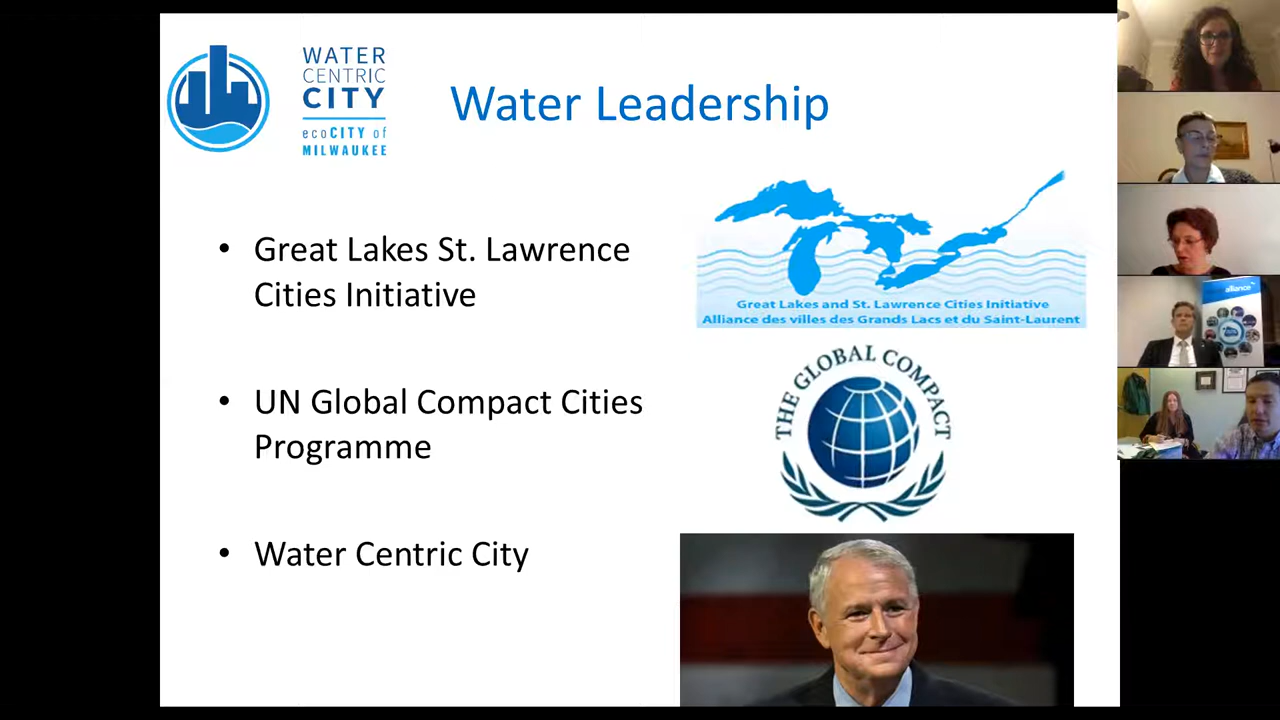 WATER
CENTRIC
CITY
ecoCITY of
MILWAUKEE
Water Leadership
• Great Lakes St. Lawrence
Cities Initiative
• UN Global Compact Cities
Programme
• Water Centric City
Great Lakes and St. Lawrence Cities Initiative
Alliance des villes des Grands Lacs et du Saint-Laurent
THE GLOBAL COMPACT
alliance